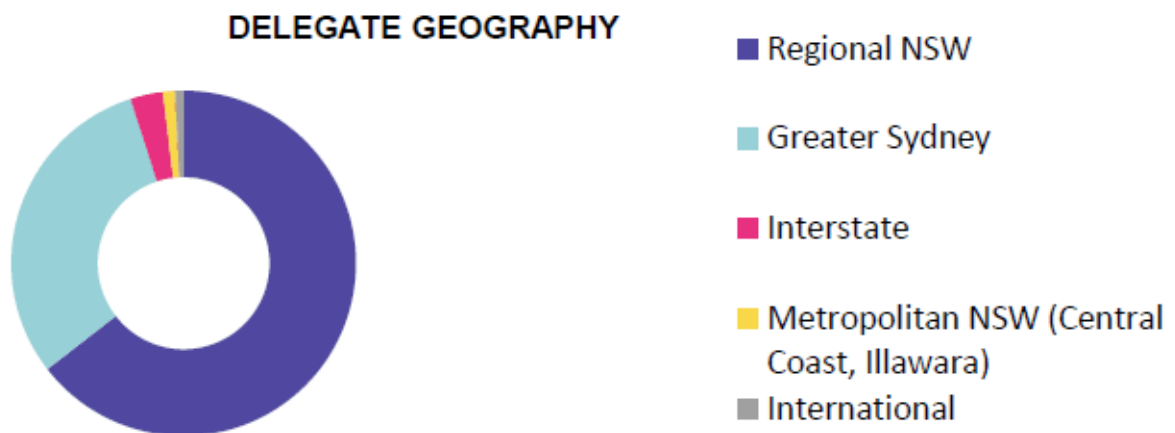 DELEGATE GEOGRAPHY
Regional NSW
Greater Sydney
Interstate
Metropolitan NSW (Central
Coast, Illawara)
International